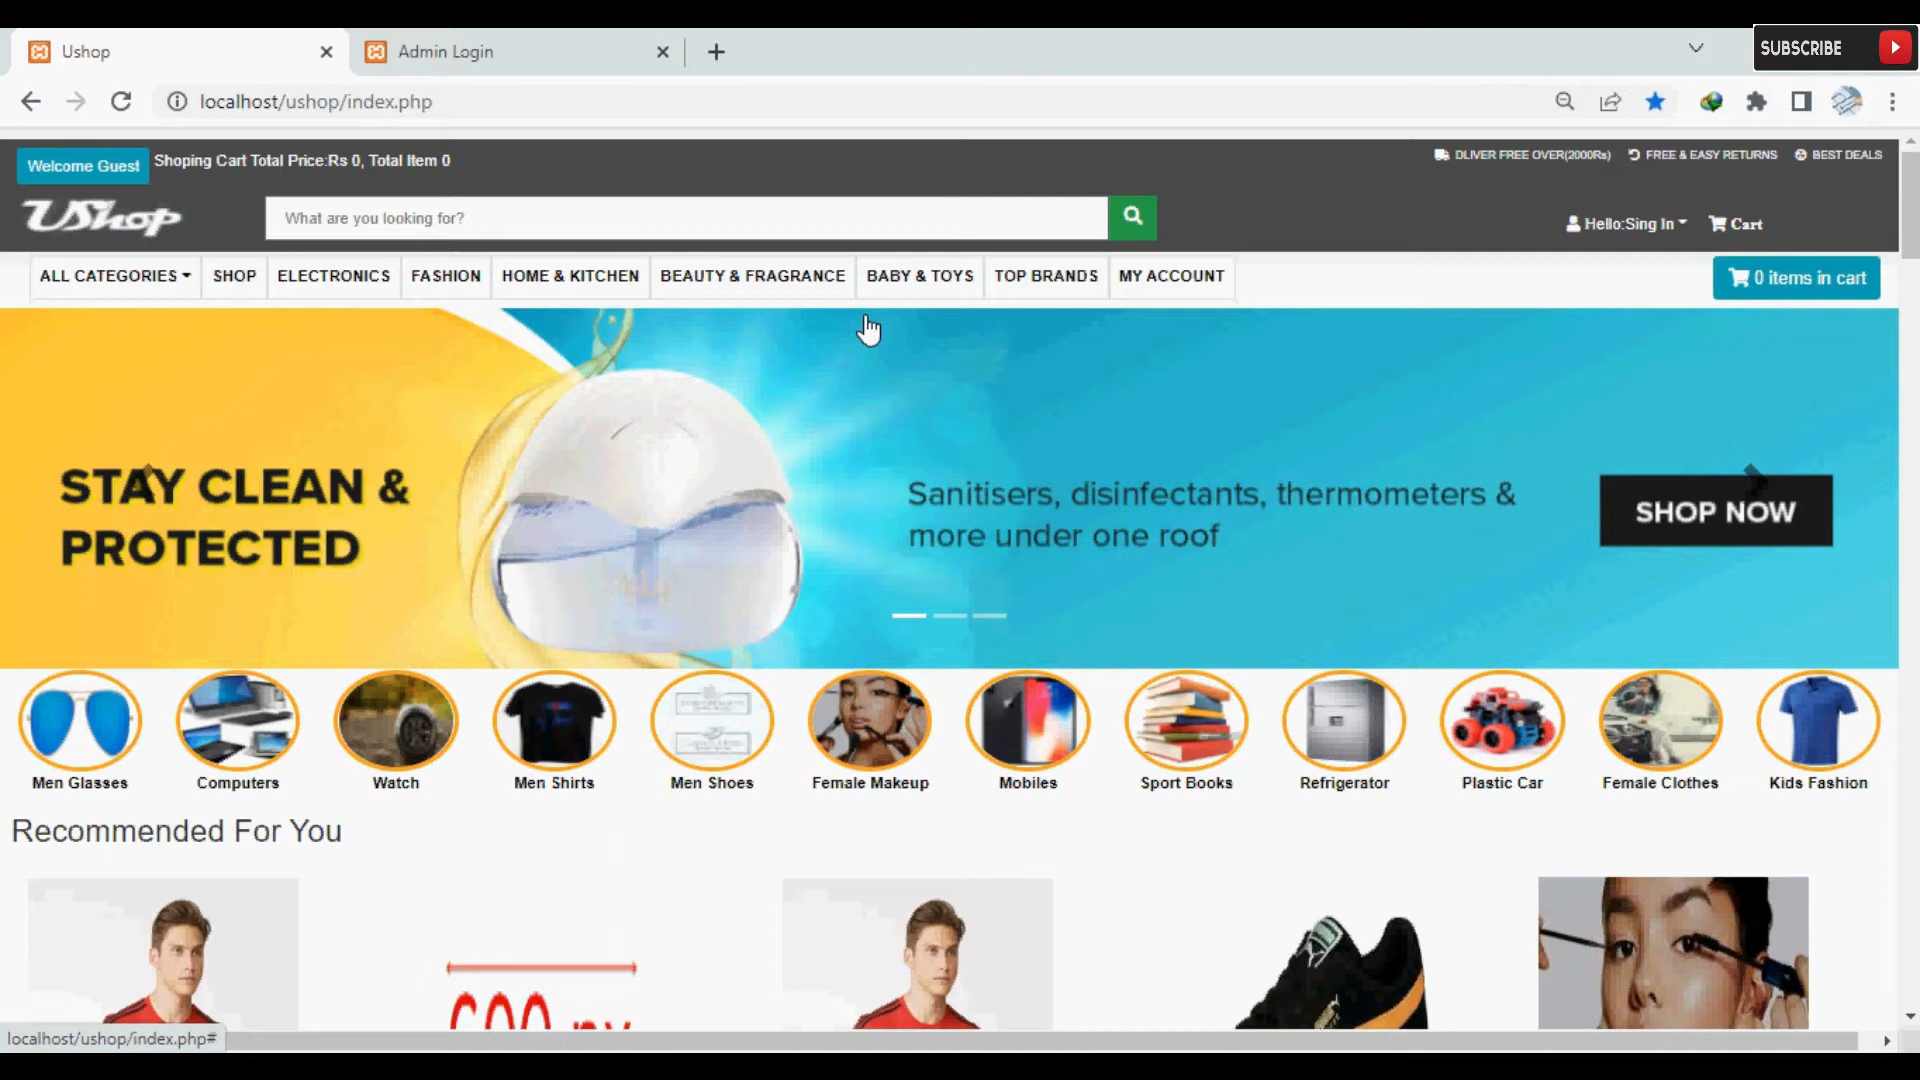 Ushop
Admin Login
SUBSCRIBE
localhost/ushop/index.php
Welcome Guest
Shoping Cart Total Price:Rs 0, Total Item 0
DLIVER FREE OVER(2000Rs)
FREE & EASY RETURNS
BEST DEALS
UShop
What are you looking for?
Hello:Sing In
Cart
ALL CATEGORIES
SHOP
ELECTRONICS
FASHION
HOME & KITCHEN
BEAUTY & FRAGRANCE
BABY & TOYS
TOP BRANDS
MY ACCOUNT
0 items in cart
STAY CLEAN &
PROTECTED
Sanitisers, disinfectants, thermometers &
more under one roof
SHOP NOW
Men Glasses
Computers
Watch
Men Shirts
Men Shoes
Female Makeup
Mobiles
Sport Books
Refrigerator
Plastic Car
Female Clothes
Kids Fashion
Recommended For You
600 px
localhost/ushop/index.php#